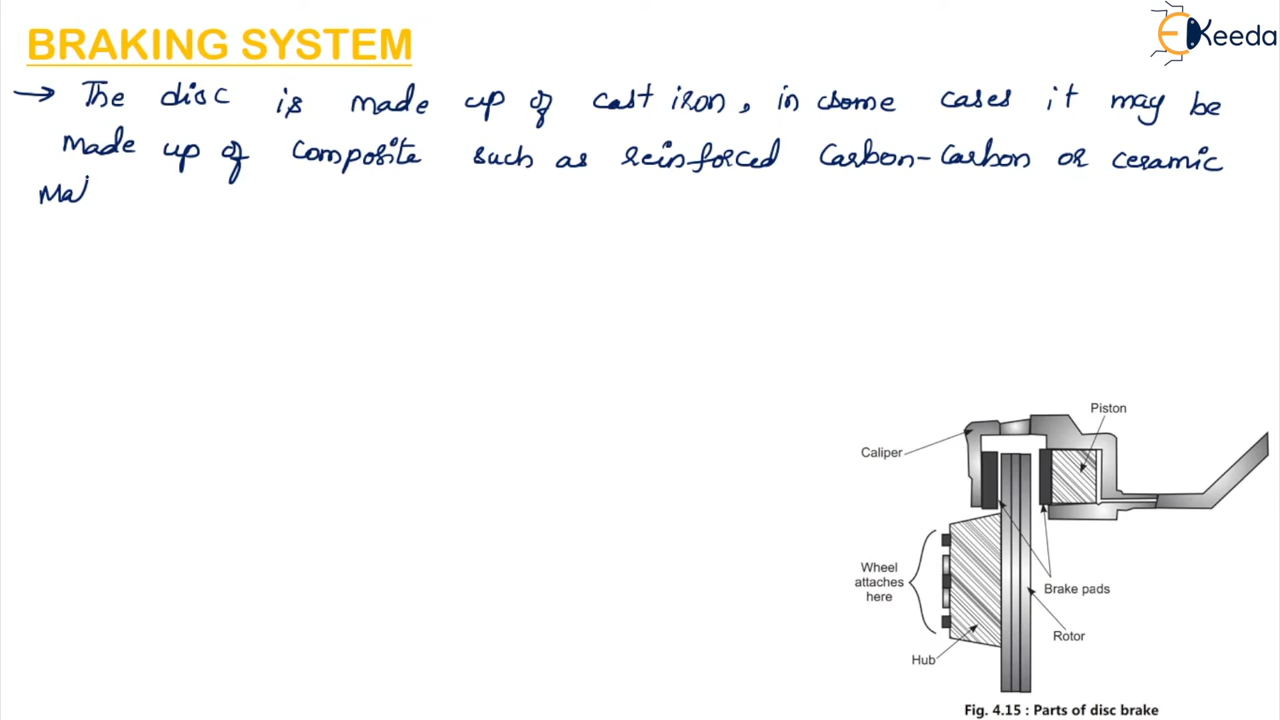 BRAKING SYSTEM
EKeeda
→ The disc is made up of cast iron, in some cases it may be
made up of composite such as reinforced carbon-carbon or ceramic
Mat
Piston
Caliper
Wheel
attaches
here
Brake pads
Rotor
Hub
Fig. 4.15 : Parts of disc brake